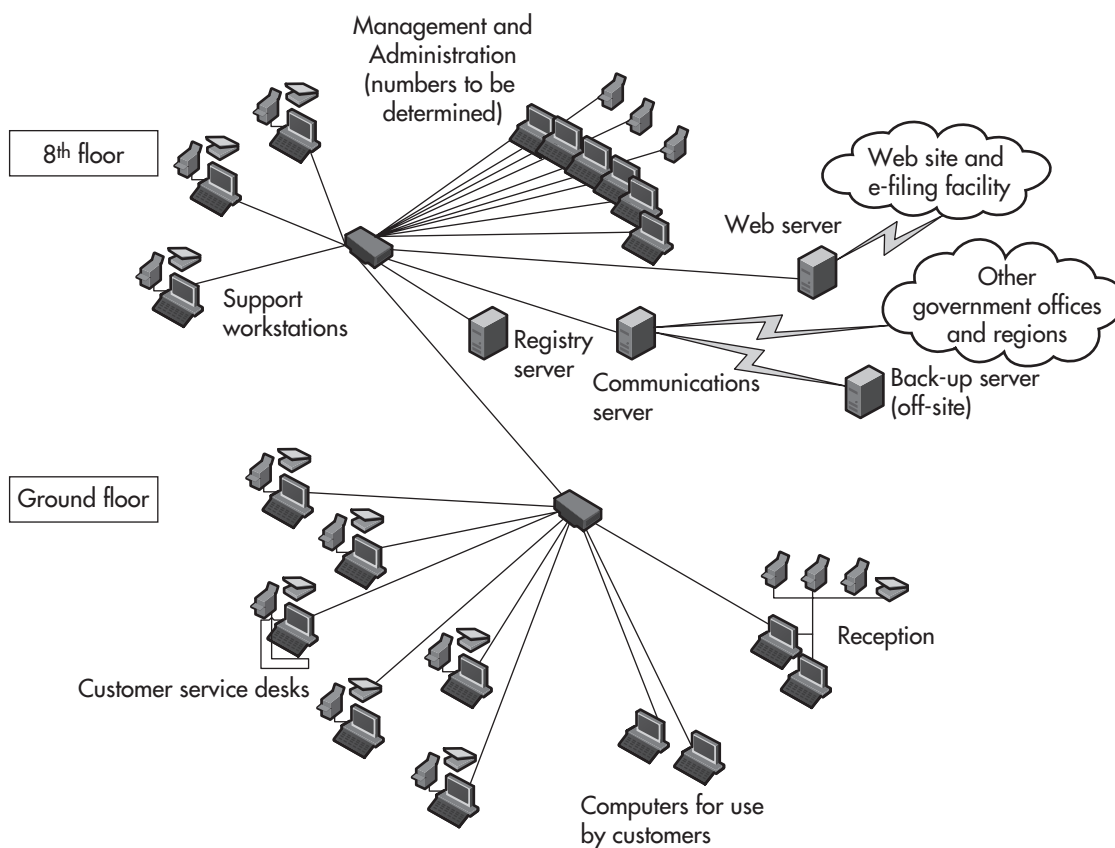 Management and
Administration
(numbers to be
determined)
8th floor
Web site and
e-filing facility
Web server
Other
government offices
and regions
Support
workstations
Registry
server
Communications
server
Back-up server
(off-site)
Ground floor
Reception
Customer service desks
Computers for use
by customers